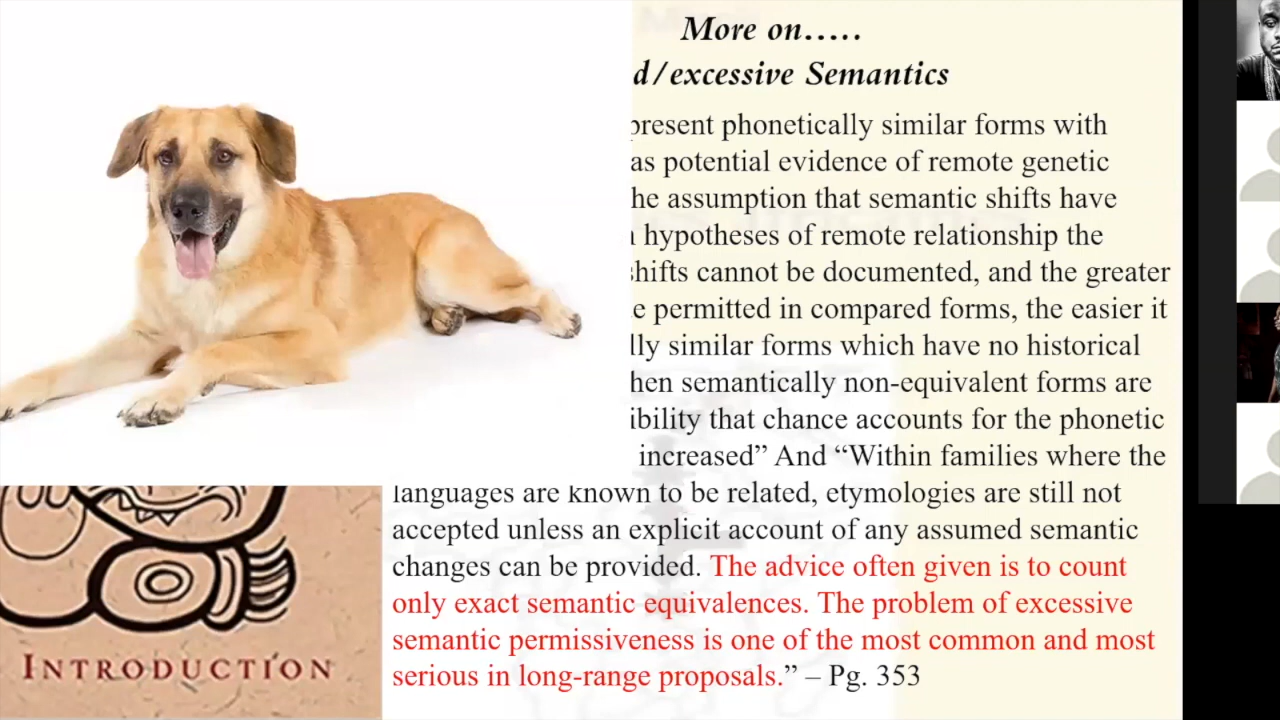 More on…..
d/excessive Semantics
present phonetically similar forms with
as potential evidence of remote genetic
he assumption that semantic shifts have
hypotheses of remote relationship the
shifts cannot be documented, and the greater
e permitted in compared forms, the easier it
lly similar forms which have no historical
hen semantically non-equivalent forms are
ibility that chance accounts for the phonetic
increased” And “Within families where the
languages are known to be related, etymologies are still not
accepted unless an explicit account of any assumed semantic
changes can be provided. The advice often given is to count
only exact semantic equivalences. The problem of excessive
semantic permissiveness is one of the most common and most
serious in long-range proposals.” – Pg. 353
INTRODUCTION